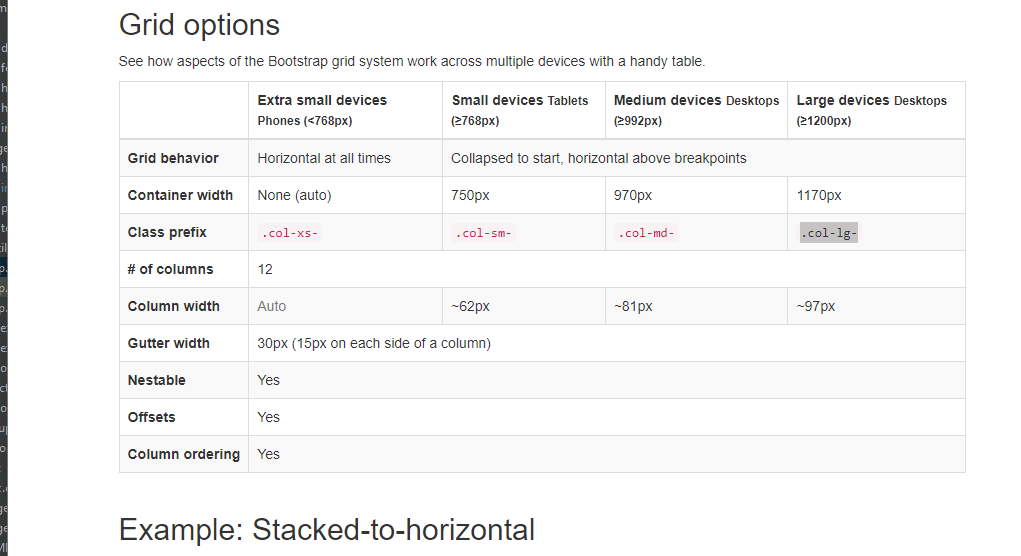 Grid options
See how aspects of the Bootstrap grid system work across multiple devices with a handy table.
Extra small devices Small devices Tablets Medium devices Desktops Large devices Desktops
Phones (<768px) (≥768px) (≥992px) (≥1200px)
Grid behavior Horizontal at all times Collapsed to start, horizontal above breakpoints
Container width None (auto) 750px 970px 1170px
Class prefix .col-xs- .col-sm- .col-md- .col-lg-
# of columns 12
Column width Auto ~62px ~81px ~97px
Gutter width 30px (15px on each side of a column)
Nestable Yes
Offsets Yes
Column ordering Yes
Example: Stacked-to-horizontal